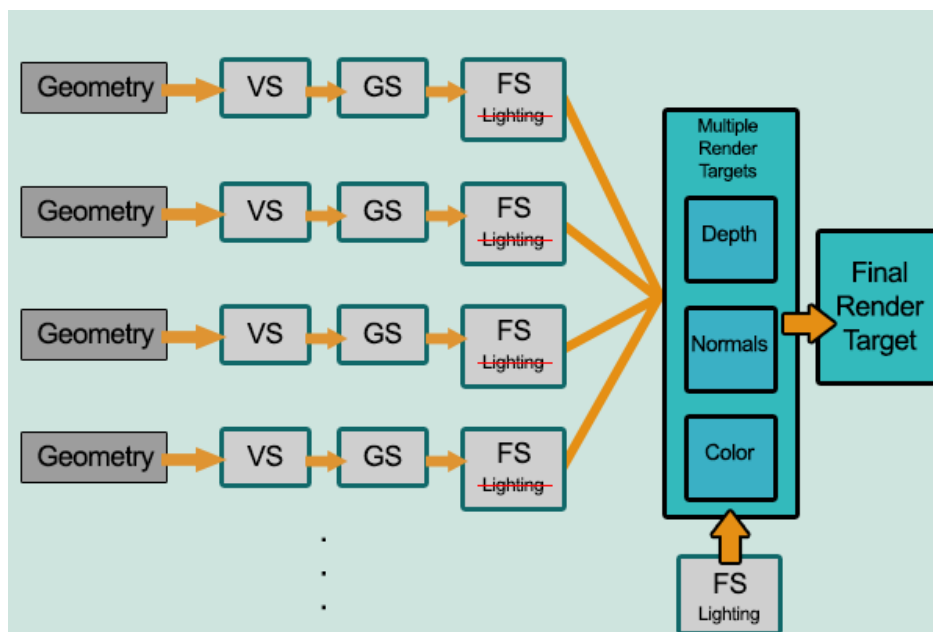 Geometry
VS
GS
FS
Lighting
Geometry
VS
GS
FS
Lighting
Geometry
VS
GS
FS
Lighting
Geometry
VS
GS
FS
Lighting
Multiple
Render
Targets
Depth
Normals
Color
Final
Render
Target
FS
Lighting